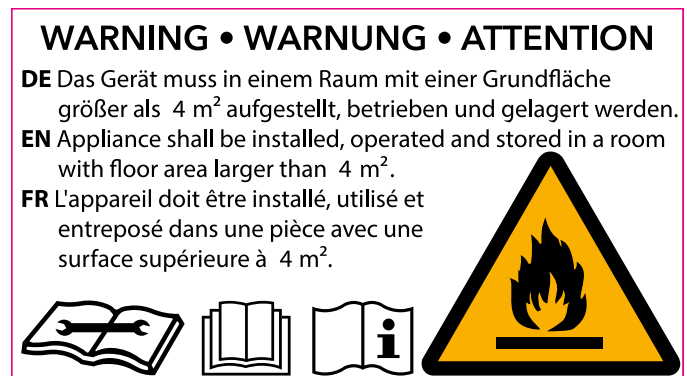 WARNING • WARNUNG • ATTENTION
DE Das Gerät muss in einem Raum mit einer Grundfläche
größer als 4 m² aufgestellt, betrieben und gelagert werden.
EN Appliance shall be installed, operated and stored in a room
with floor area larger than 4 m².
FR L'appareil doit être installé, utilisé et
entreposé dans une pièce avec une
surface supérieure à 4 m².
i